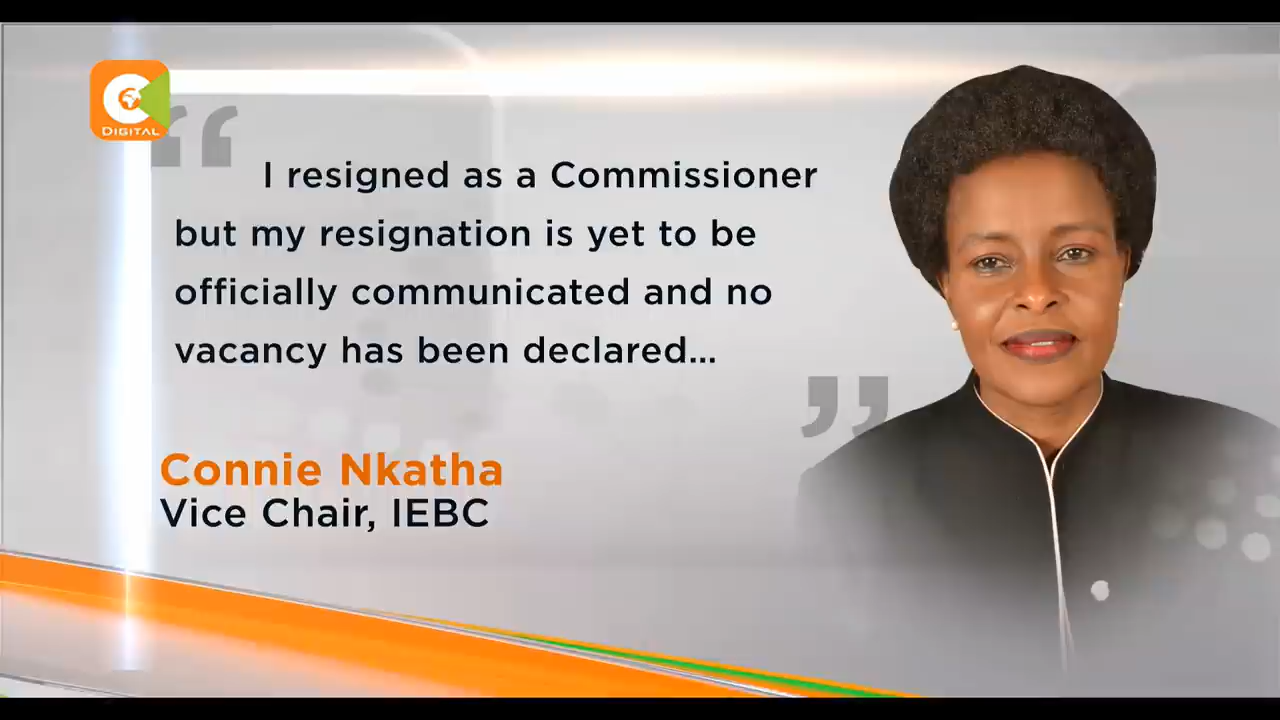 DIGITAL
“
I resigned as a Commissioner
but my resignation is yet to be
officially communicated and no
vacancy has been declared...
”
Connie Nkatha
Vice Chair, IEBC